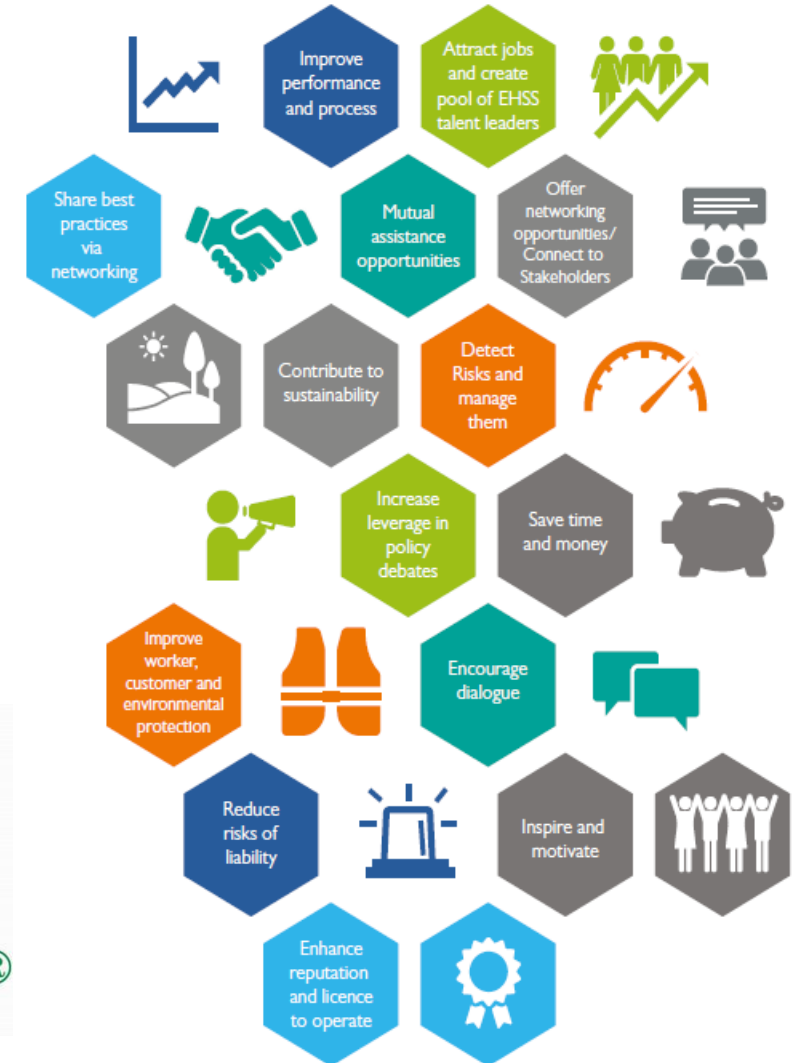 Improve
performance
and process
Attract jobs
and create
pool of EHSS
talent leaders
Share best
practices
via
networking
Mutual
assistance
opportunities
Offer
networking
opportunities/
Connect to
Stakeholders
Contribute to
sustainability
Detect
Risks and
manage
them
Increase
leverage in
policy
debates
Save time
and money
Improve
worker,
customer and
environmental
protection
Encourage
dialogue
Reduce
risks of
liability
Inspire and
motivate
Enhance
reputation
and licence
to operate
®